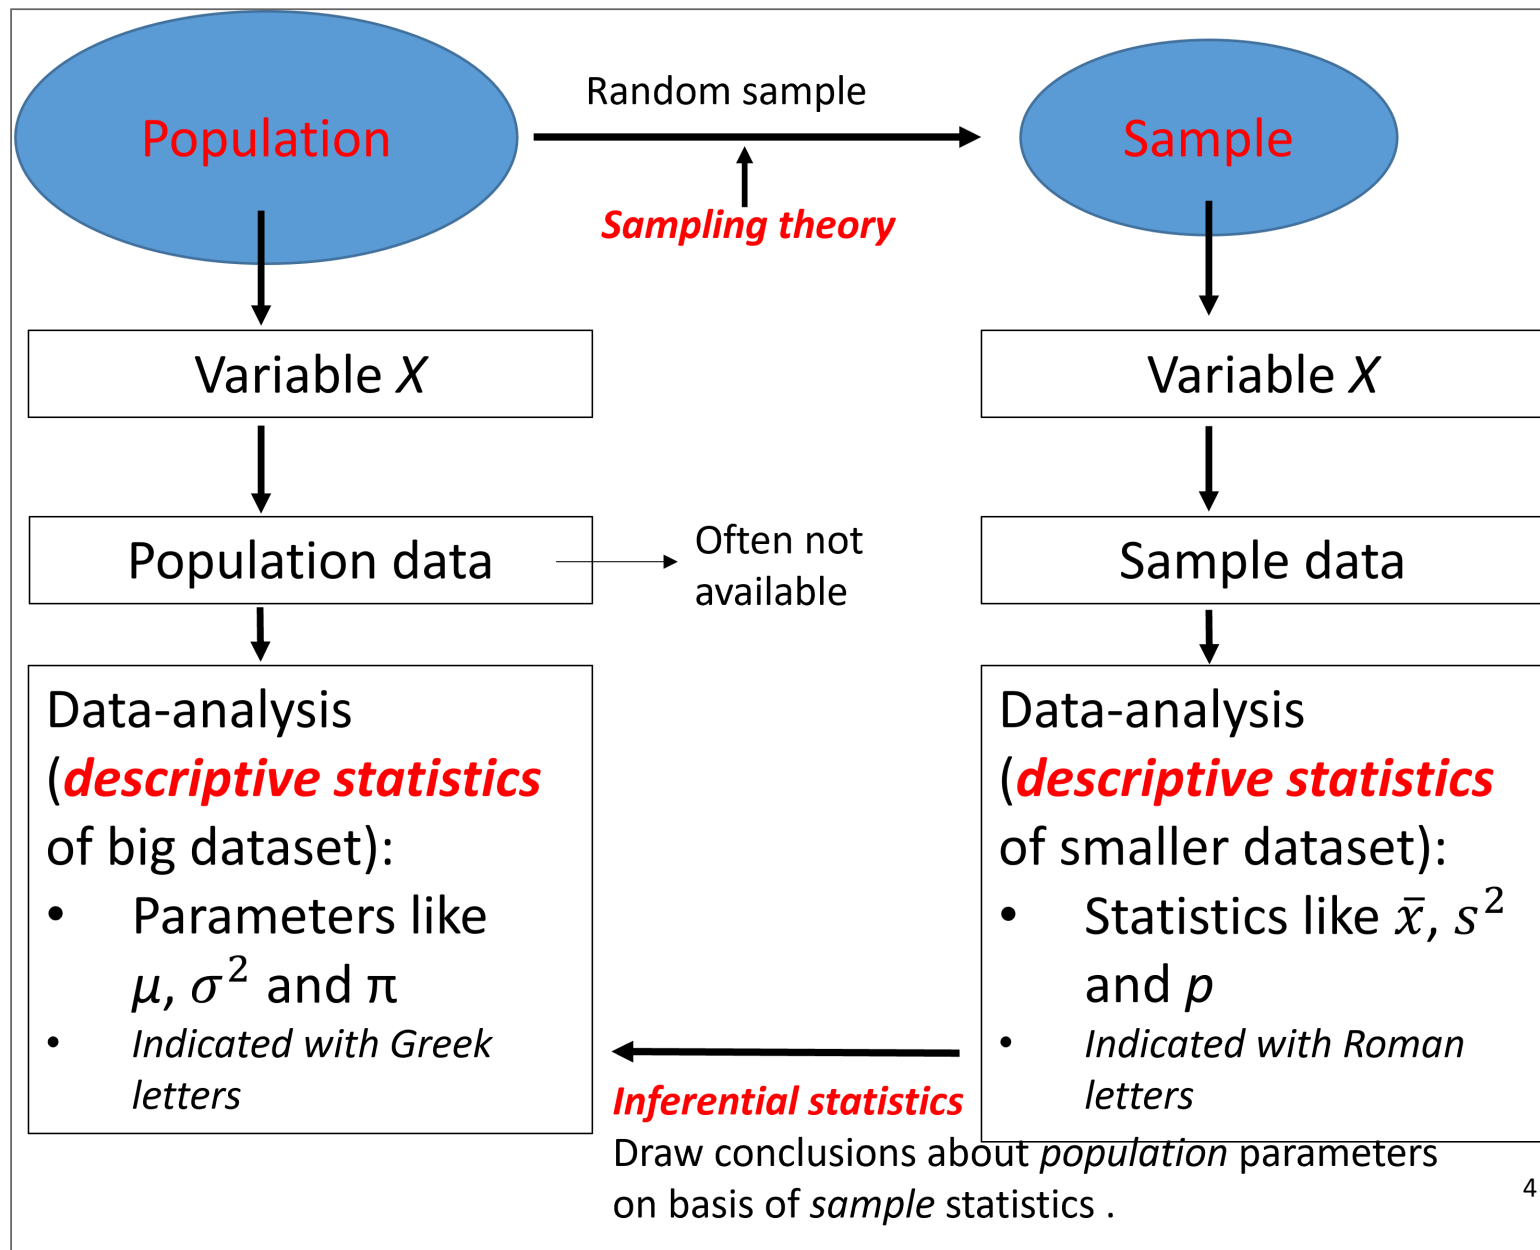 Population
Random sample
Sample
Sampling theory
Variable X
Variable X
Population data
Often not
available
Sample data
Data-analysis
(descriptive statistics
of big dataset):
• Parameters like
μ, σ² and π
• Indicated with Greek
letters
Data-analysis
(descriptive statistics
of smaller dataset):
• Statistics like x̄, s²
and p
• Indicated with Roman
letters
Inferential statistics
Draw conclusions about population parameters
on basis of sample statistics .
4